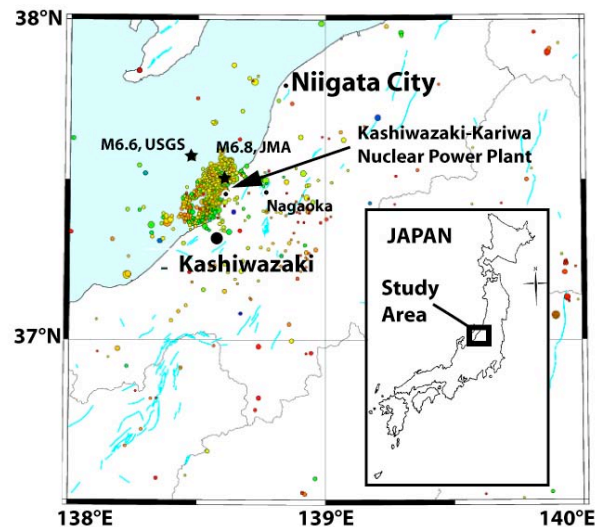 38°N
Niigata City
M6.6, USGS
M6.8, JMA
Kashiwazaki-Kariwa
Nuclear Power Plant
Nagaoka
Kashiwazaki
JAPAN
N
Study
Area
37°N
138°E
139°E
140°E